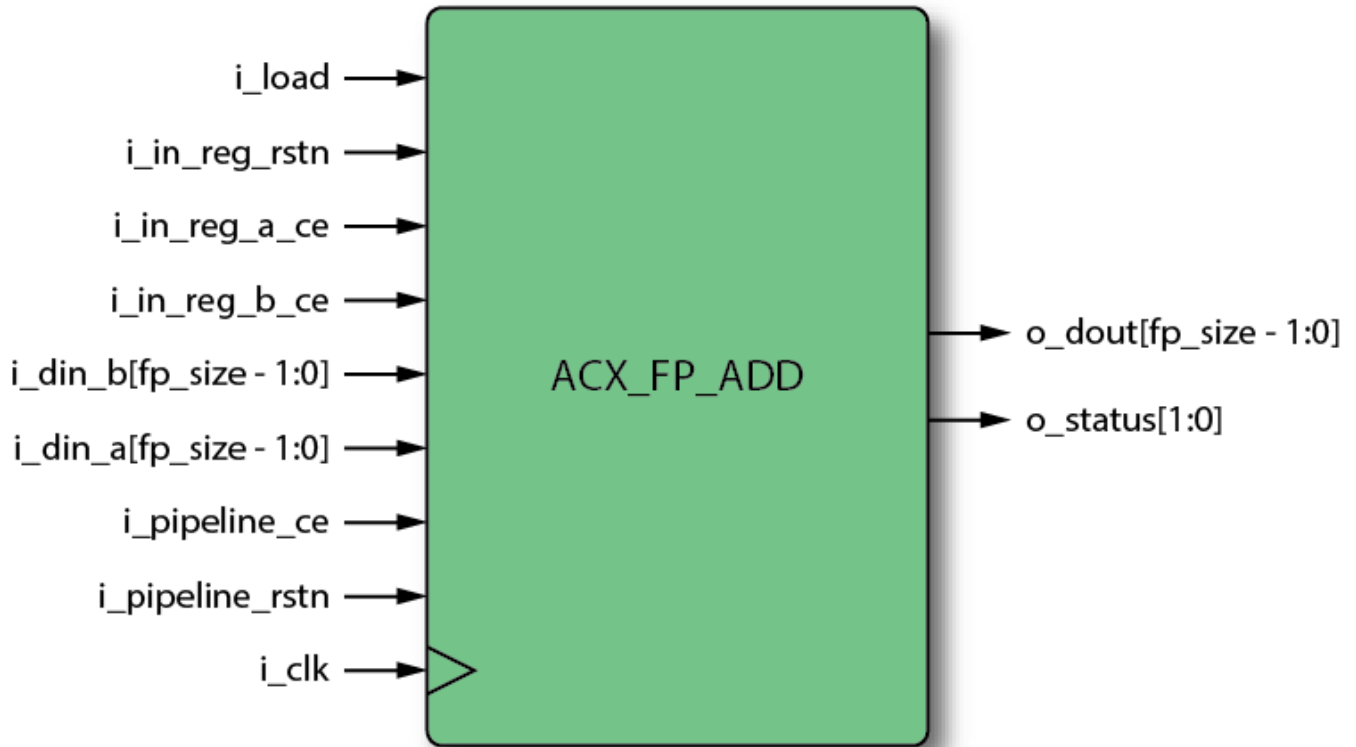 i_load
i_in_reg_rstn
i_in_reg_a_ce
i_in_reg_b_ce
i_din_b[fp_size - 1:0]
i_din_a[fp_size - 1:0]
i_pipeline_ce
i_pipeline_rstn
i_clk
ACX_FP_ADD
o_dout[fp_size - 1:0]
o_status[1:0]